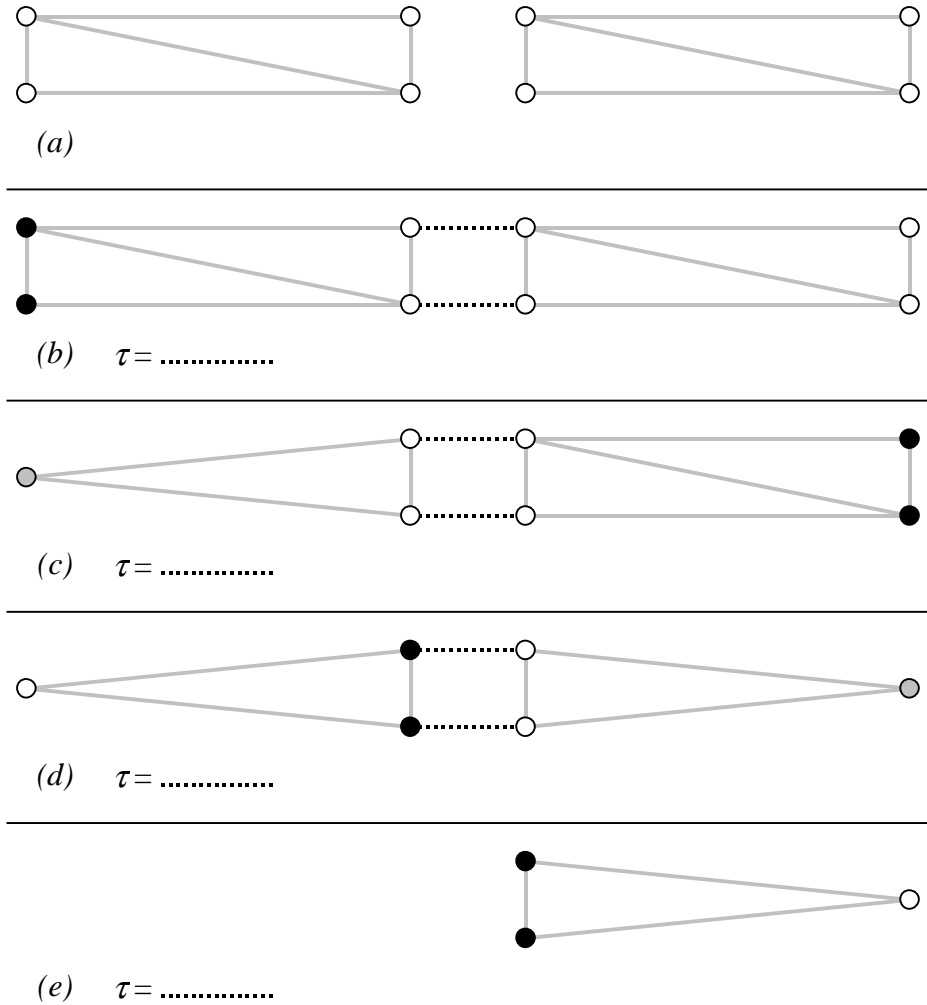 (a)
(b) τ = ...............
(c) τ = ...............
(d) τ = ...............
(e) τ = ...............